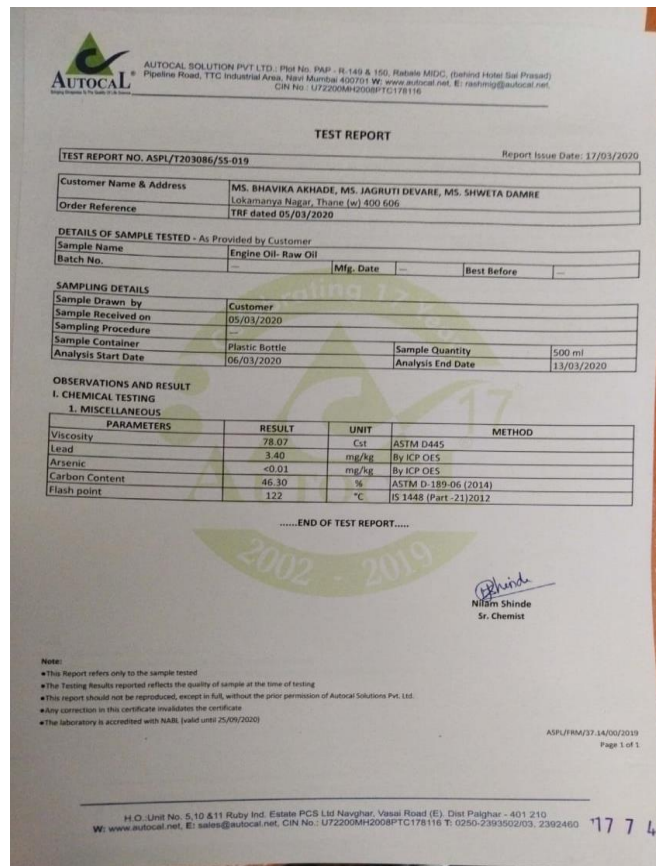 AUTOCAL®
AUTOCAL SOLUTION PVT LTD.: Plot No. PAP - R-149 & 150, Rabale MIDC, (behind Hotel Sai Prasad)
Pipeline Road, TTC Industrial Area, Navi Mumbai 400701 W: www.autocal.net, E: rashmig@autocal.net,
CIN No.: U72200MH2008PTC178116
TEST REPORT
Report Issue Date: 17/03/2020
TEST REPORT NO. ASPL/T203086/SS-019
Customer Name & Address MS. BHAVIKA AKHADE, MS. JAGRUTI DEVARE, MS. SHWETA DAMRE
Lokamanya Nagar, Thane (w) 400 606
Order Reference TRF dated 05/03/2020
DETAILS OF SAMPLE TESTED - As Provided by Customer
Sample Name Engine Oil- Raw Oil
Batch No. --- Mfg. Date --- Best Before ---
SAMPLING DETAILS
Sample Drawn by Customer
Sample Received on 05/03/2020
Sampling Procedure ---
Sample Container Plastic Bottle Sample Quantity 500 ml
Analysis Start Date 06/03/2020 Analysis End Date 13/03/2020
OBSERVATIONS AND RESULT
I. CHEMICAL TESTING
1. MISCELLANEOUS
PARAMETERS RESULT UNIT METHOD
Viscosity 78.07 Cst ASTM D445
Lead 3.40 mg/kg By ICP OES
Arsenic <0.01 mg/kg By ICP OES
Carbon Content 46.30 % ASTM D-189-06 (2014)
Flash point 122 °C IS 1448 (Part -21)2012
......END OF TEST REPORT.....
2002 - 2019
Nilam Shinde
Sr. Chemist
Note:
●This Report refers only to the sample tested
●The Testing Results reported reflects the quality of sample at the time of testing
●This report should not be reproduced, except in full, without the prior permission of Autocal Solutions Pvt. Ltd.
●Any correction in this certificate invalidates the certificate
●The laboratory is accredited with NABL (valid until 25/09/2020)
ASPL/FRM/37.14/00/2019
Page 1 of 1
H.O.:Unit No. 5,10 &11 Ruby Ind. Estate PCS Ltd Navghar, Vasai Road (E). Dist Palghar - 401 210
W: www.autocal.net, E: sales@autocal.net, CIN No.: U72200MH2008PTC178116 T: 0250-2393502/03, 2392460
17 7 4